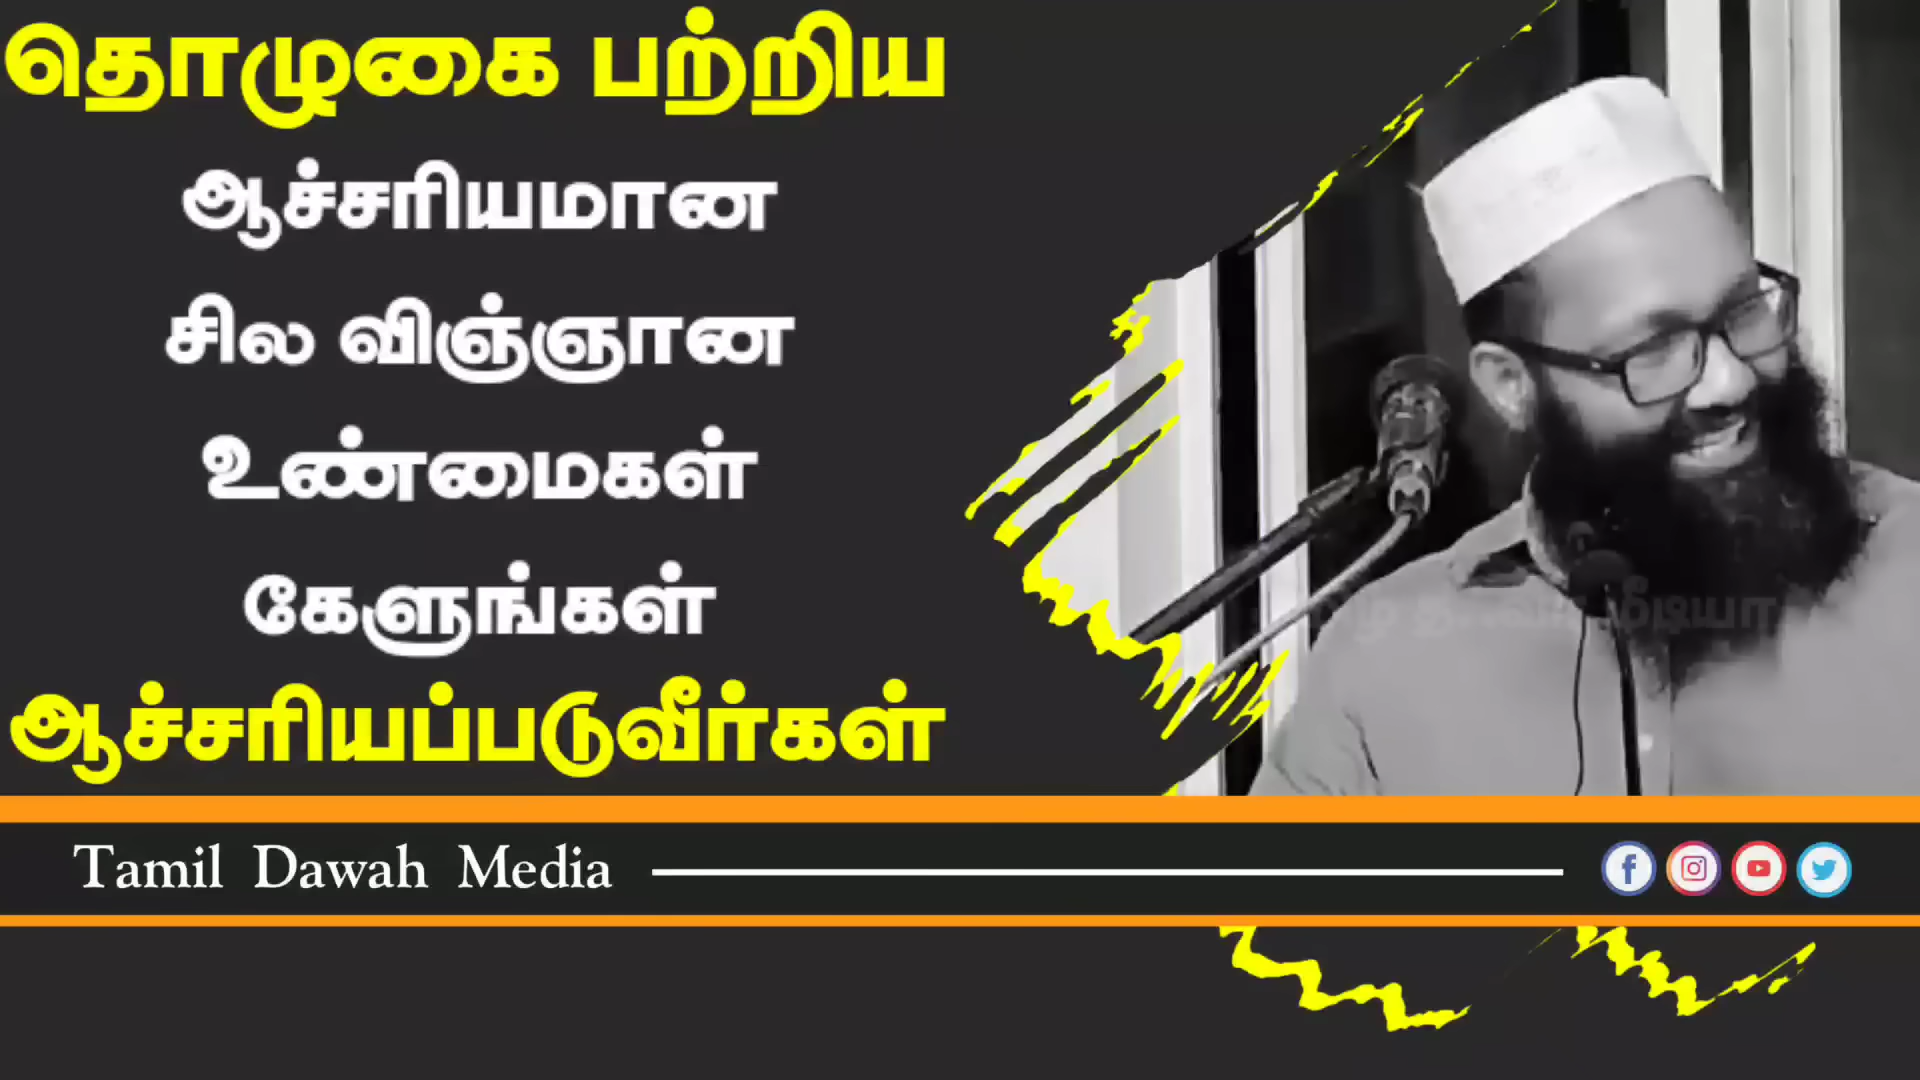 தொழுகை பற்றிய
ஆச்சரியமான
சில விஞ்ஞான
உண்மைகள்
கேளுங்கள்
ஆச்சரியப்படுவீர்கள்
மீடியா
Tamil Dawah Media